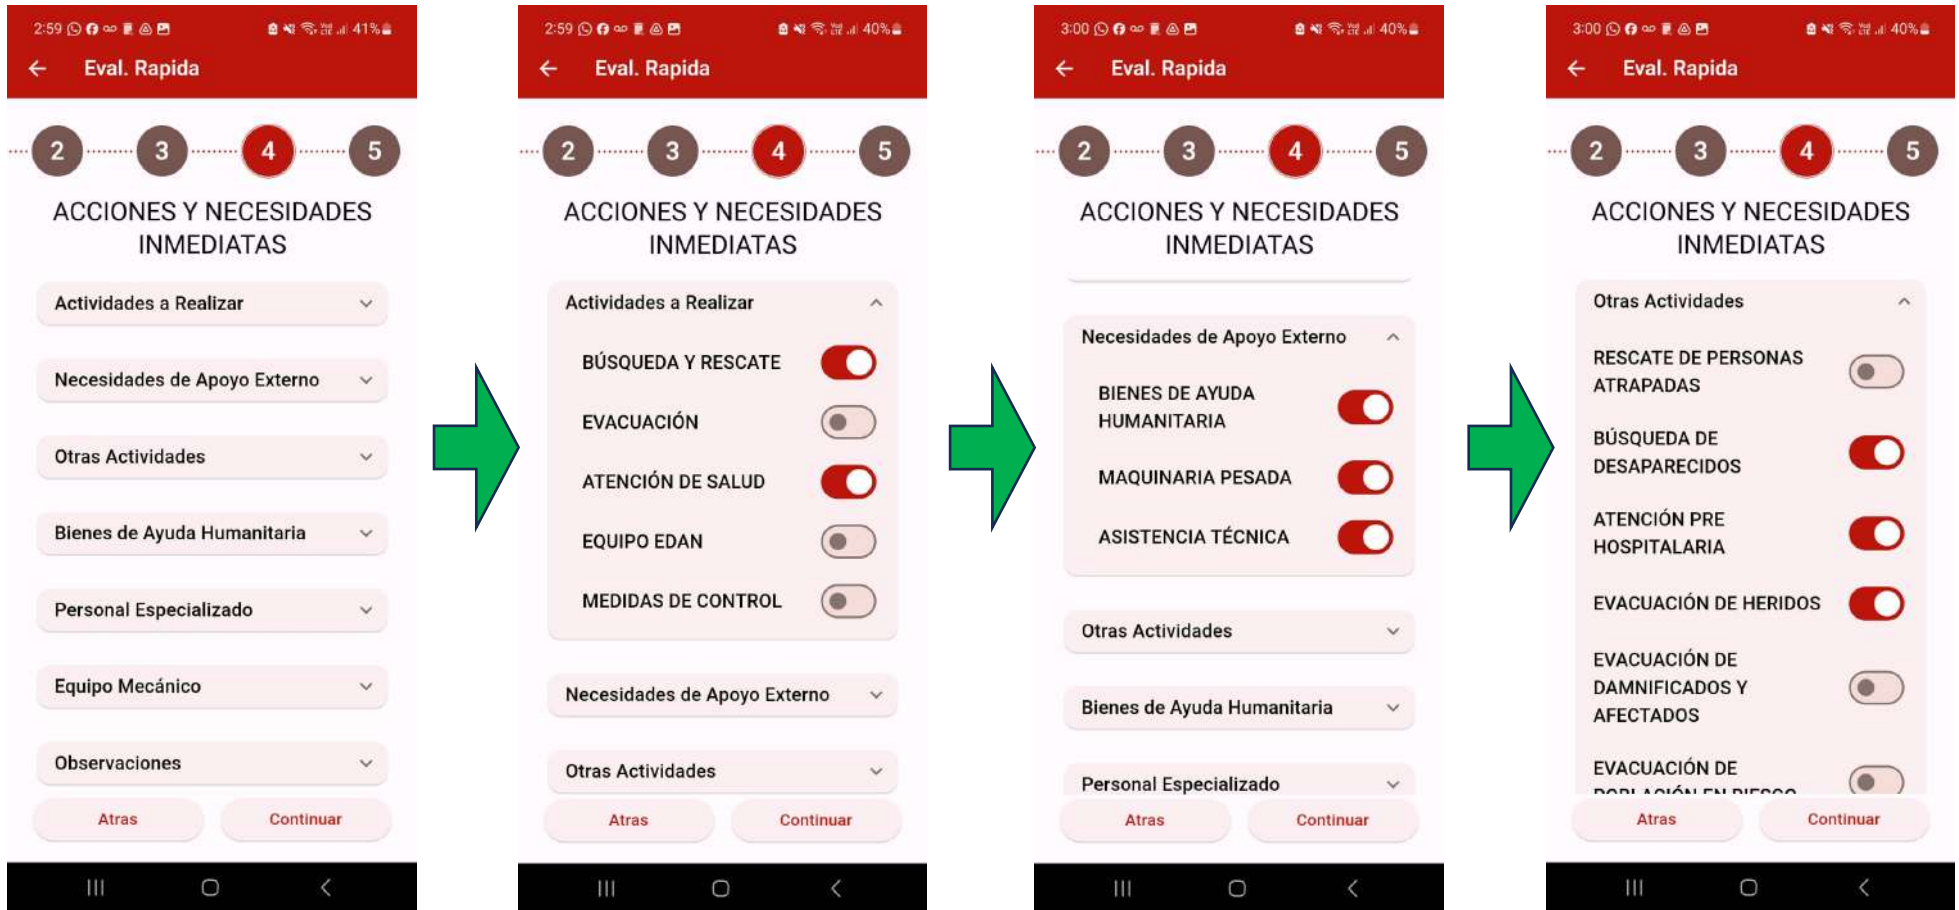 2:59
41%
Eval. Rapida
2
3
4
5
ACCIONES Y NECESIDADES
INMEDIATAS
Actividades a Realizar
Necesidades de Apoyo Externo
Otras Actividades
Bienes de Ayuda Humanitaria
Personal Especializado
Equipo Mecánico
Observaciones
Atras
Continuar
2:59
40%
Eval. Rapida
2
3
4
5
ACCIONES Y NECESIDADES
INMEDIATAS
Actividades a Realizar
BÚSQUEDA Y RESCATE
EVACUACIÓN
ATENCIÓN DE SALUD
EQUIPO EDAN
MEDIDAS DE CONTROL
Necesidades de Apoyo Externo
Otras Actividades
Atras
Continuar
3:00
40%
Eval. Rapida
2
3
4
5
ACCIONES Y NECESIDADES
INMEDIATAS
Necesidades de Apoyo Externo
BIENES DE AYUDA
HUMANITARIA
MAQUINARIA PESADA
ASISTENCIA TÉCNICA
Otras Actividades
Bienes de Ayuda Humanitaria
Personal Especializado
Atras
Continuar
3:00
40%
Eval. Rapida
2
3
4
5
ACCIONES Y NECESIDADES
INMEDIATAS
Otras Actividades
RESCATE DE PERSONAS
ATRAPADAS
BÚSQUEDA DE
DESAPARECIDOS
ATENCIÓN PRE
HOSPITALARIA
EVACUACIÓN DE HERIDOS
EVACUACIÓN DE
DAMNIFICADOS Y
AFECTADOS
EVACUACIÓN DE
POBLACIÓN EN RIESGO
Atras
Continuar